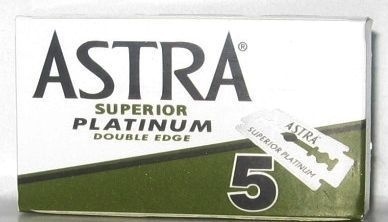 ASTRA®
SUPERIOR
PLATINUM
DOUBLE EDGE
ASTRA
SUPERIOR PLATINUM
5